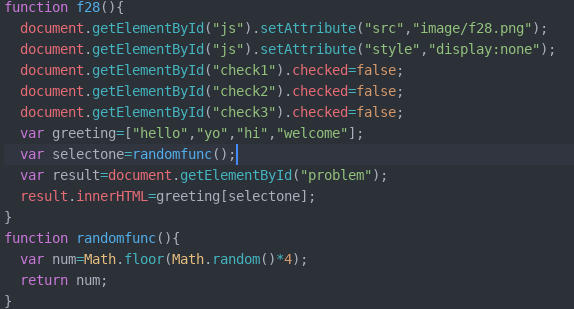 function f28(){
  document.getElementById("js").setAttribute("src","image/f28.png");
  document.getElementById("js").setAttribute("style","display:none");
  document.getElementById("check1").checked=false;
  document.getElementById("check2").checked=false;
  document.getElementById("check3").checked=false;
  var greeting=["hello","yo","hi","welcome"];
  var selectone=randomfunc();
  var result=document.getElementById("problem");
  result.innerHTML=greeting[selectone];
}
function randomfunc(){
  var num=Math.floor(Math.random()*4);
  return num;
}